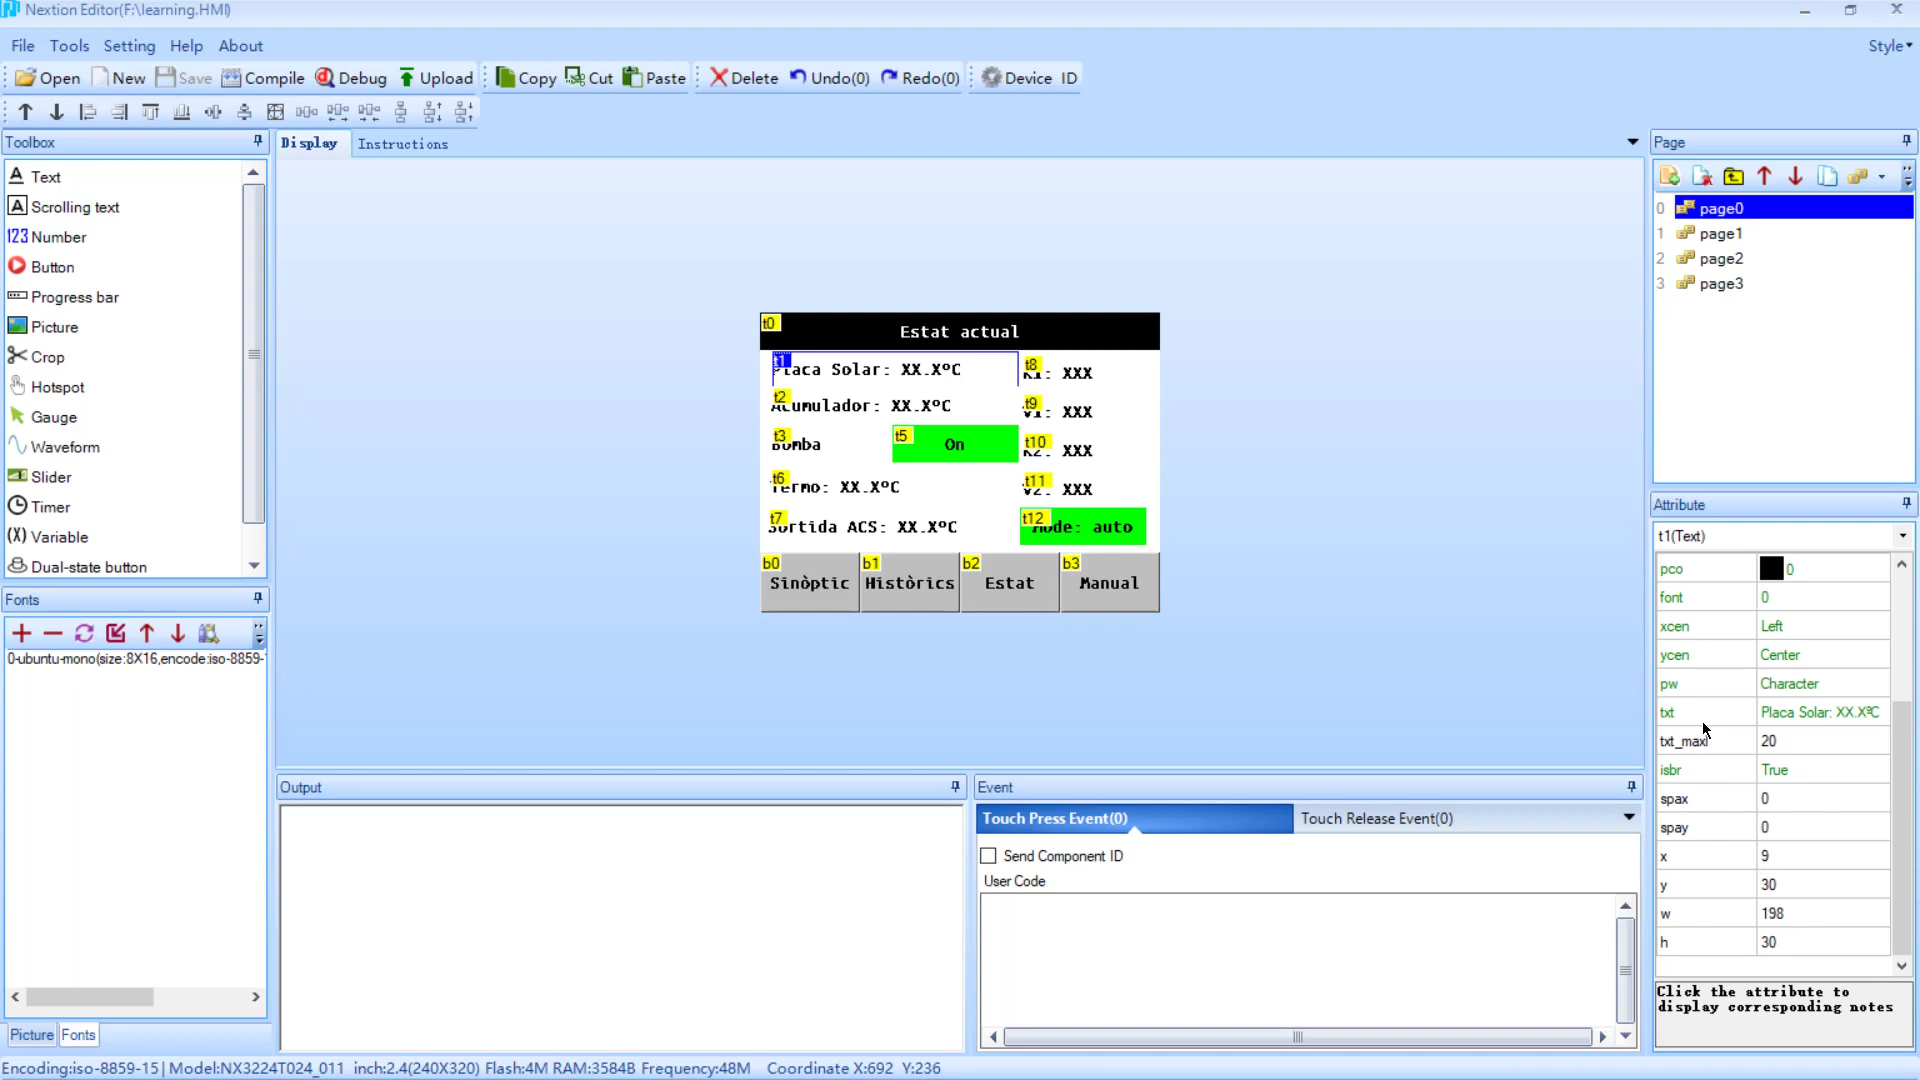 Nextion Editor(F:\learning.HMI)
File Tools Setting Help About
Style
Open New Save Compile Debug Upload Copy Cut Paste Delete Undo(0) Redo(0) Device ID
Toolbox
Text
Scrolling text
123 Number
Button
Progress bar
Picture
Crop
Hotspot
Gauge
Waveform
Slider
Timer
(X) Variable
Dual-state button
Fonts
0-ubuntu-mono(size:8X16,encode:iso-8859-
Picture Fonts
Display Instructions
t0 Estat actual
t1 Placa Solar: XX.XºC
t8 XXX
t2 Acumulador: XX.XºC
t9 XXX
t3 Bomba
t5 On
t10 XXX
t6 Termo: XX.XºC
t11 XXX
t7 Sortida ACS: XX.XºC
t12 Mode: auto
b0 Sinòptic
b1 Històrics
b2 Estat
b3 Manual
Output
Event
Touch Press Event(0) Touch Release Event(0)
Send Component ID
User Code
Page
0 page0
1 page1
2 page2
3 page3
Attribute
t1(Text)
pco 0
font 0
xcen Left
ycen Center
pw Character
txt Placa Solar: XX.XºC
txt_maxl 20
isbr True
spax 0
spay 0
x 9
y 30
w 198
h 30
Click the attribute to
display corresponding notes
Encoding:iso-8859-15| Model:NX3224T024_011 inch:2.4(240X320) Flash:4M RAM:3584B Frequency:48M Coordinate X:692 Y:236